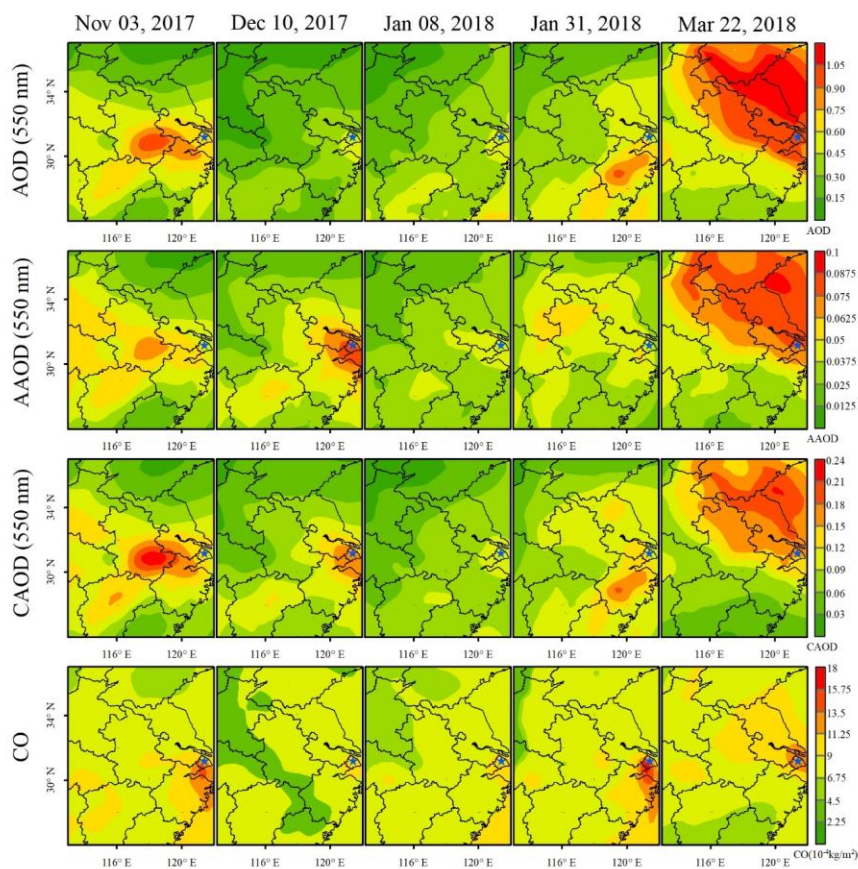 Nov 03, 2017 Dec 10, 2017 Jan 08, 2018 Jan 31, 2018 Mar 22, 2018
AOD (550 nm)
34° N
30° N
116° E 120° E 116° E 120° E 116° E 120° E 116° E 120° E 116° E 120° E
1.05
0.90
0.75
0.60
0.45
0.30
0.15
AOD
AAOD (550 nm)
34° N
30° N
116° E 120° E 116° E 120° E 116° E 120° E 116° E 120° E 116° E 120° E
0.1
0.0875
0.075
0.0625
0.05
0.0375
0.025
0.0125
AAOD
CAOD (550 nm)
34° N
30° N
116° E 120° E 116° E 120° E 116° E 120° E 116° E 120° E 116° E 120° E
0.24
0.21
0.18
0.15
0.12
0.09
0.06
0.03
CAOD
CO
34° N
30° N
116° E 120° E 116° E 120° E 116° E 120° E 116° E 120° E 116° E 120° E
18
15.75
13.5
11.25
9
6.75
4.5
2.25
CO(10⁻⁴kg/m²)